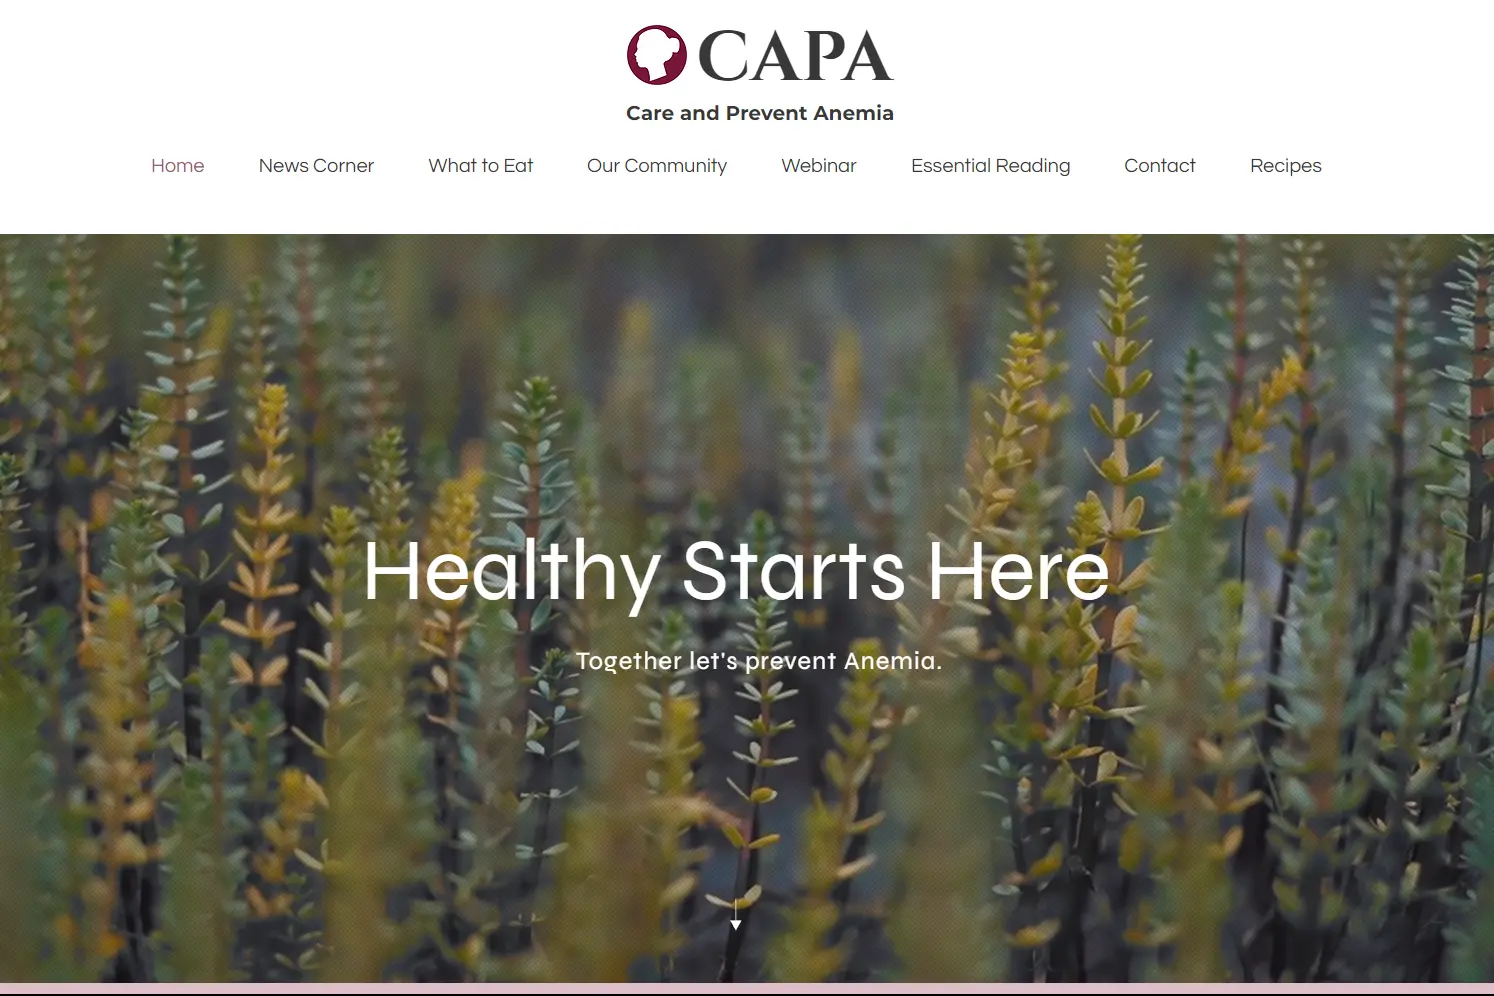 CAPA
Care and Prevent Anemia
Home News Corner What to Eat Our Community Webinar Essential Reading Contact Recipes
Healthy Starts Here
Together let's prevent Anemia.